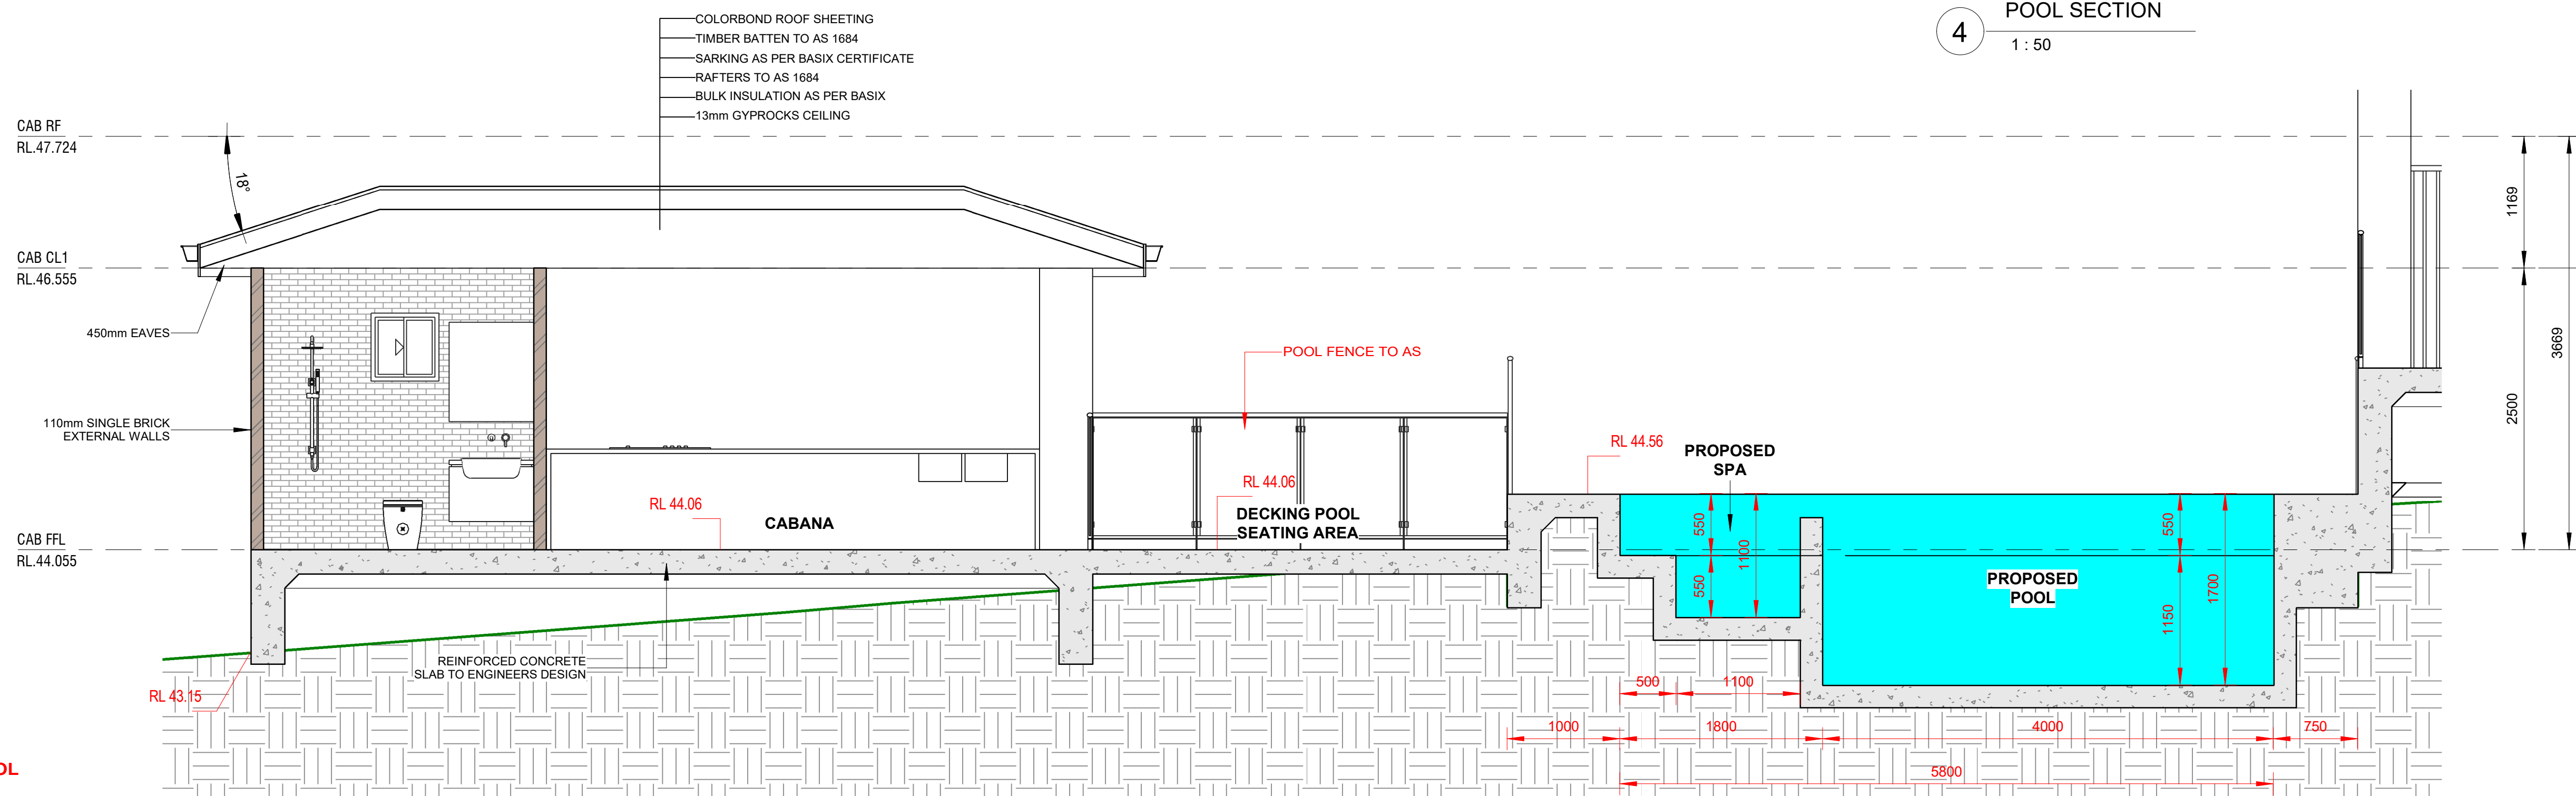 COLORBOND ROOF SHEETING
TIMBER BATTEN TO AS 1684
SARKING AS PER BASIX CERTIFICATE
RAFTERS TO AS 1684
BULK INSULATION AS PER BASIX
13mm GYPROCKS CEILING
4
POOL SECTION
1 : 50
CAB RF
RL.47.724
18°
CAB CL1
RL.46.555
450mm EAVES
110mm SINGLE BRICK
EXTERNAL WALLS
CAB FFL
RL.44.055
RL 44.06
CABANA
POOL FENCE TO AS
RL 44.06
DECKING POOL
SEATING AREA
RL 44.56
PROPOSED
SPA
550
1100
550
550
1700
1150
PROPOSED
POOL
1169
3669
2500
REINFORCED CONCRETE
SLAB TO ENGINEERS DESIGN
RL 43.15
500
1100
1000
1800
4000
750
5800